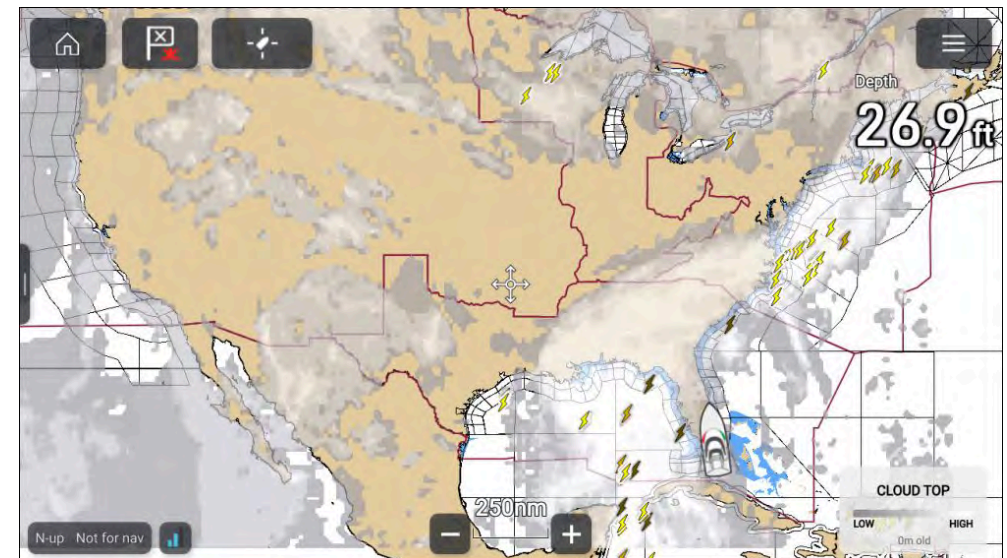 Depth
26.9 ft
250nm
CLOUD TOP
LOW HIGH
0m old
N-up Not for nav